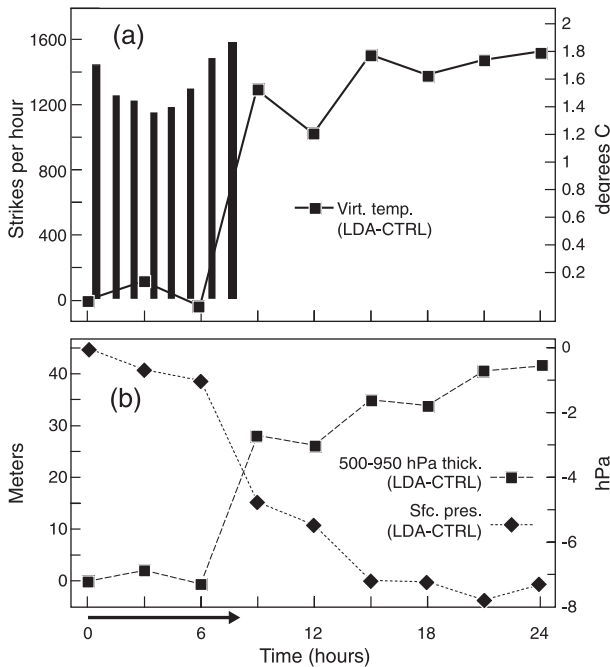 (a)
1600
1200
800
400
0
Strikes per hour
2
1.8
1.6
1.4
1.2
1
0.8
0.6
0.4
0.2
degrees C
Virt. temp.
(LDA-CTRL)
(b)
40
30
20
10
0
Meters
0
-2
-4
-6
-8
hPa
500-950 hPa thick.
(LDA-CTRL)
Sfc. pres.
(LDA-CTRL)
0 6 12 18 24
Time (hours)